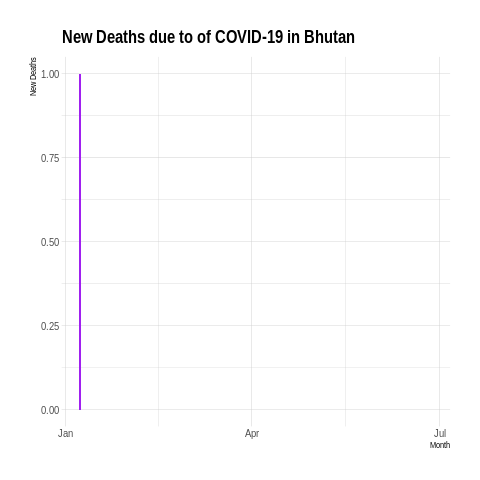 New Deaths due to of COVID-19 in Bhutan
New Deaths
1.00
0.75
0.50
0.25
0.00
Jan Apr Jul
Month